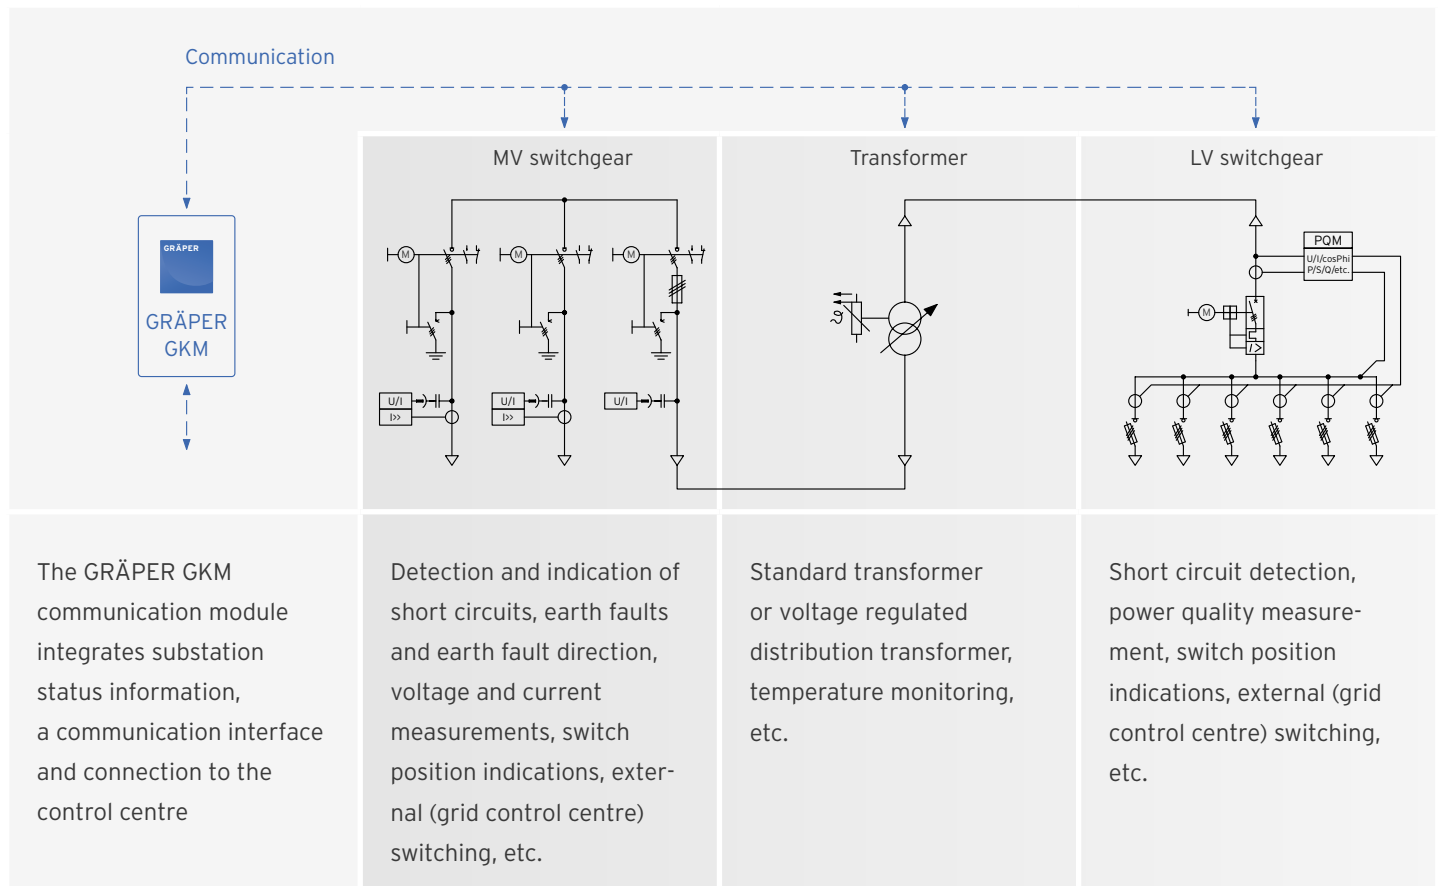 Communication
MV switchgear
Transformer
LV switchgear
GRÄPER
GRÄPER
GKM
M
M
M
PQM
U/I/cosPhi
P/S/Q/etc.
ϑ
M
I>
U/I
I>>
U/I
I>>
U/I
The GRÄPER GKM
communication module
integrates substation
status information,
a communication interface
and connection to the
control centre
Detection and indication of
short circuits, earth faults
and earth fault direction,
voltage and current
measurements, switch
position indications, exter-
nal (grid control centre)
switching, etc.
Standard transformer
or voltage regulated
distribution transformer,
temperature monitoring,
etc.
Short circuit detection,
power quality measure-
ment, switch position
indications, external (grid
control centre) switching,
etc.